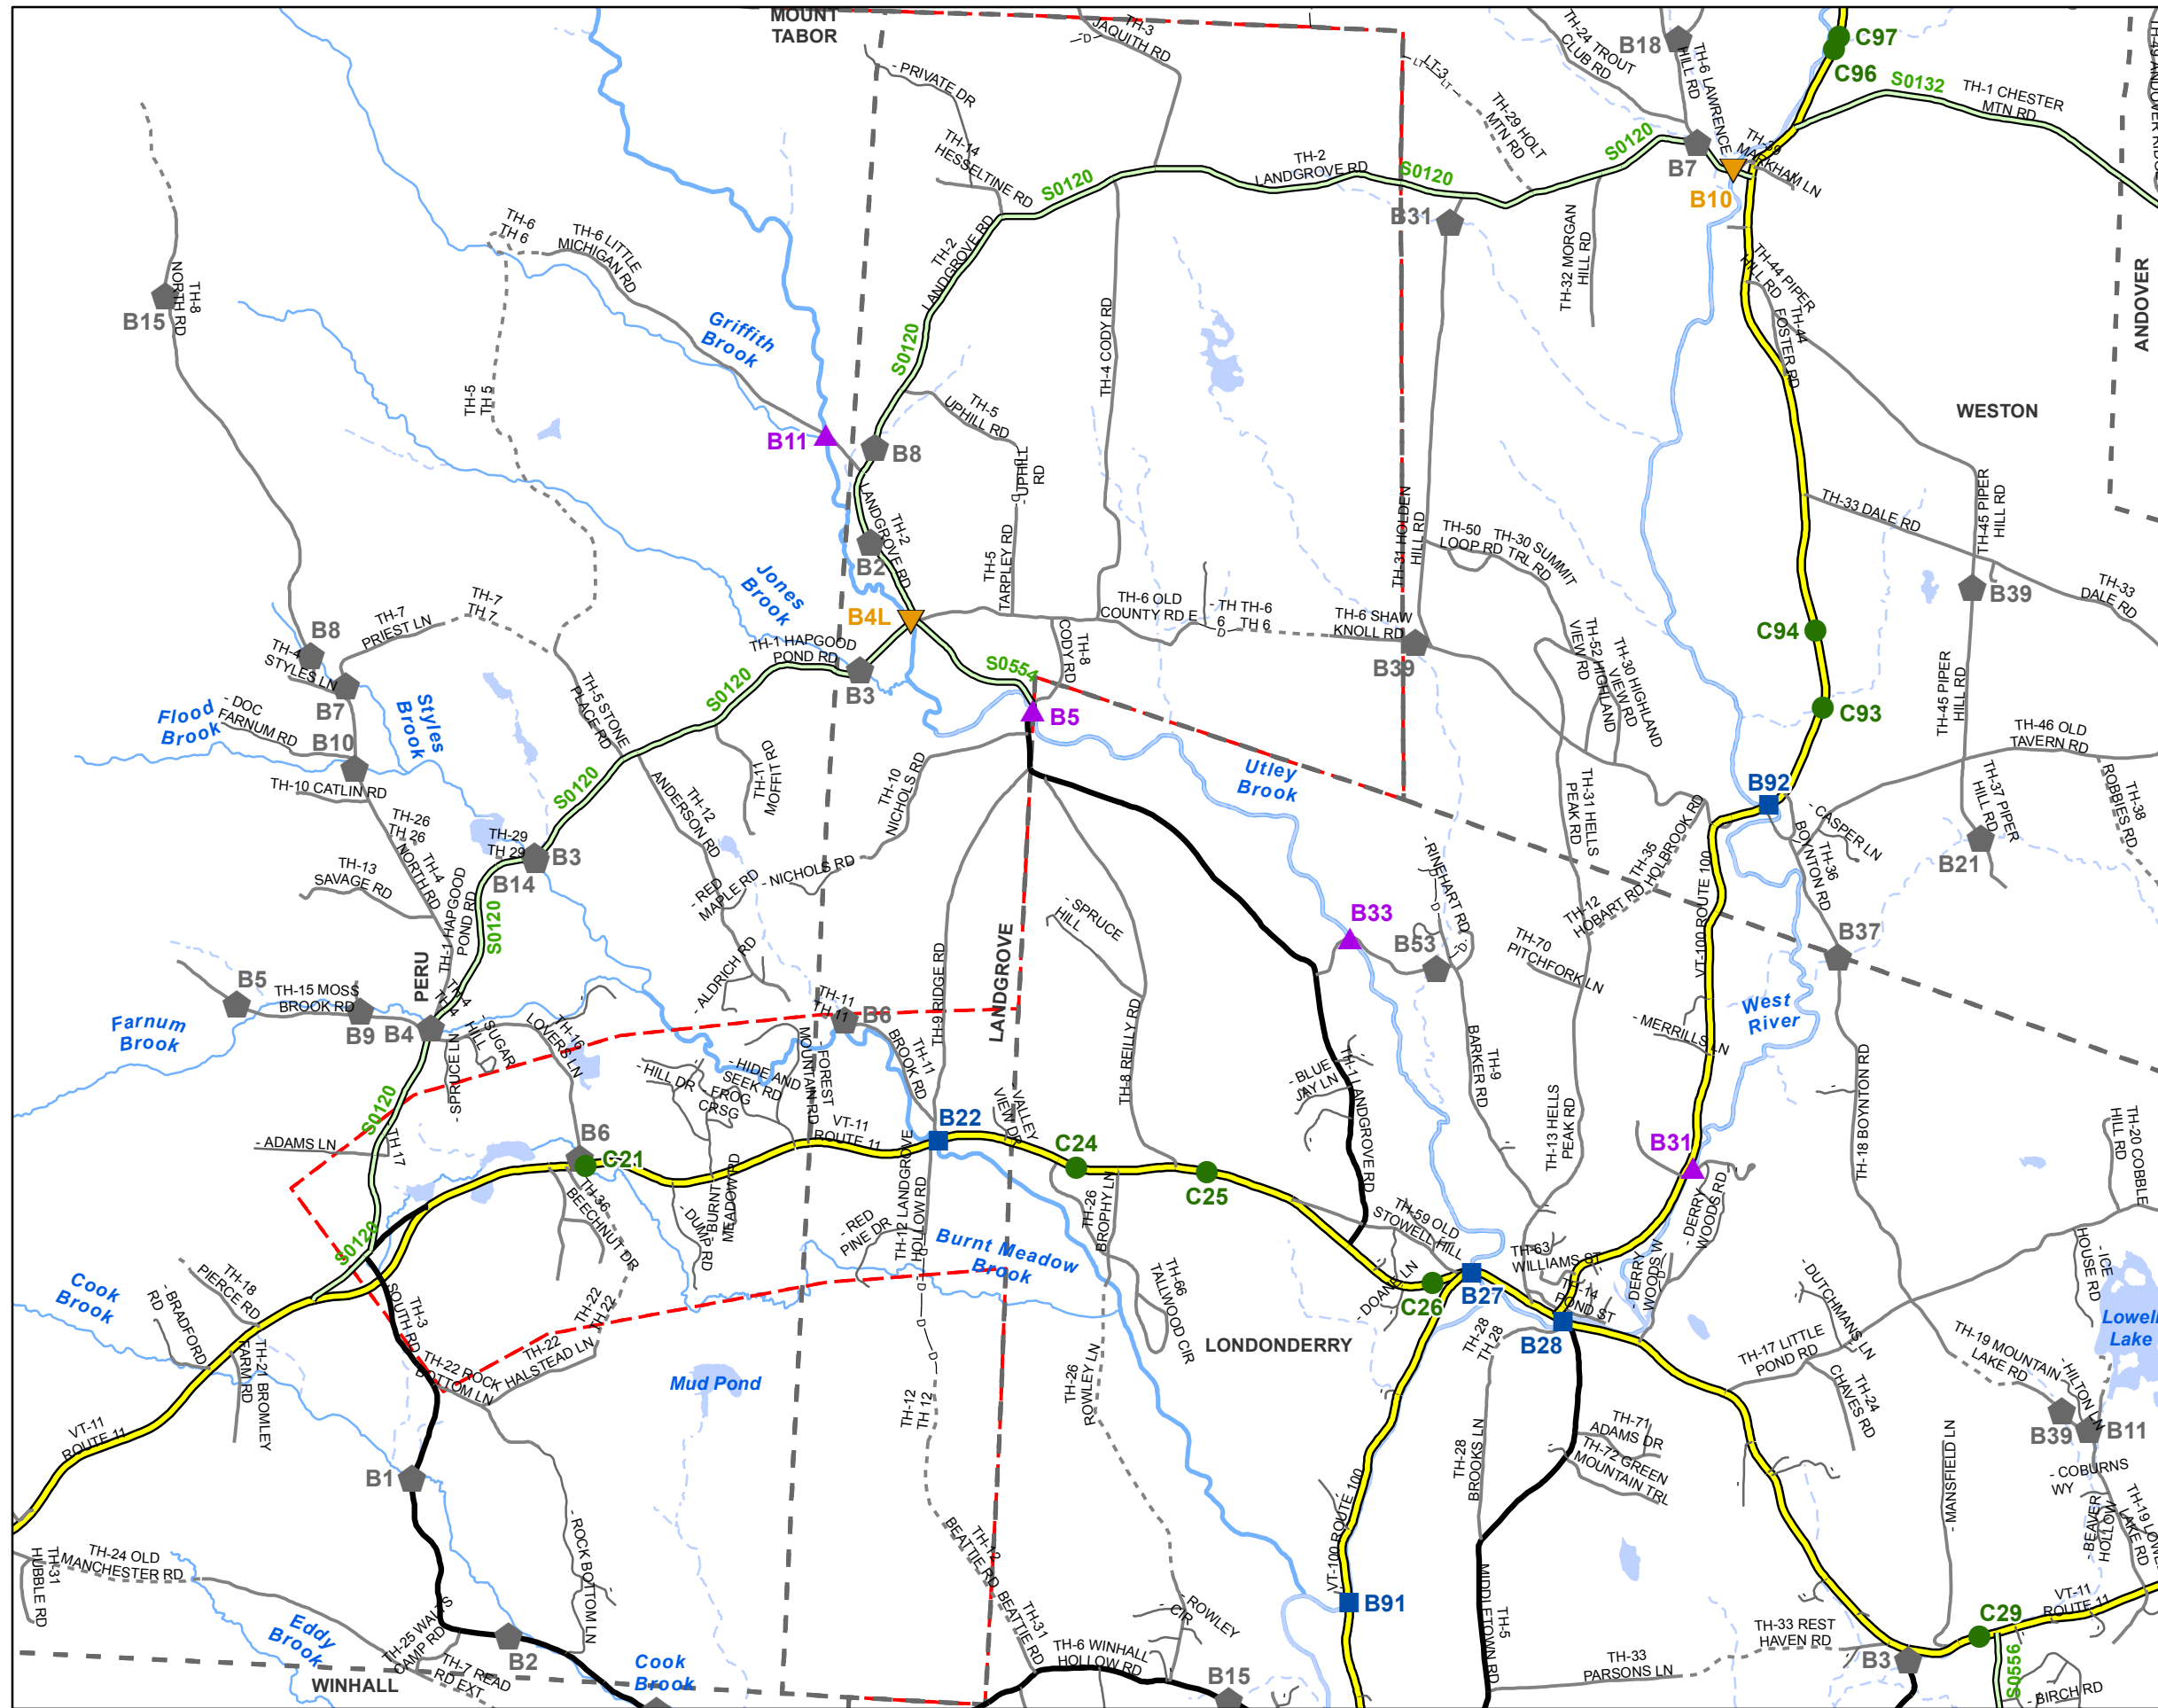 MOUNT
TABOR
TH-3
JAQUITH RD
- PRIVATE DR
TH-14
HESSELTINE RD
S0120
TH-2
LANDGROVE RD
S0120
LT-3
TH-29 HOLT
MTN RD
S0120
TH-24 TROUT
CLUB RD
B18
TH-6 LAWRENCE
HILL RD
C97
C96
S0132
TH-1 CHESTER
MTN RD
TH-39
MARKHAM LN
B7
B10
B31
TH-32 MORGAN
HILL RD
TH-44 PIPER
HILL RD
TH-44
FOSTER RD
ANDOVER
WESTON
TH-8
NORTH RD
B15
TH-6
TH 6
TH-6 LITTLE
MICHIGAN RD
Griffith
Brook
TH-2
LANDGROVE RD
S0120
TH-4 CODY RD
TH-5
TH 5
B11
B8
TH-5
UPHILL RD
- UPHILL
RD
TH-2
LANDGROVE RD
B2
TH-5
TARPLEY RD
TH-31 HOLDEN
HILL RD
TH-50
LOOP RD
TH-30 SUMMIT
TRL RD
TH-33 DALE RD
TH-45 PIPER
HILL RD
B39
TH-33
DALE RD
Jones
Brook
B4L
TH-6 OLD
COUNTY RD E
- TH
6
TH-6
TH 6
TH-6 SHAW
KNOLL RD
B39
TH-52 HIGHLAND
VIEW RD
TH-30 HIGHLAND
VIEW RD
C94
C93
B8
TH-7
PRIEST LN
TH-7
TH 7
TH-4
STYLES LN
B7
TH-1 HAPGOOD
POND RD
B3
S0120
S0554
TH-8
CODY RD
B5
- DOC
FARNUM RD
Flood
Brook
B10
Styles
Brook
TH-5 STONE
PLACE RD
TH-10 CATLIN RD
S0120
TH-12
ANDERSON RD
TH-11
MOFFIT RD
TH-10
NICHOLS RD
Utley
Brook
TH-45 PIPER
HILL RD
TH-46 OLD
TAVERN RD
TH-38
ROBBIES RD
TH-37 PIPER
HILL RD
B21
B92
- CASPER LN
TH-36
BOYNTON RD
TH-31 HELLS
PEAK RD
TH-35
HOLBROOK RD
TH-12
HOBART RD
VT-100 ROUTE 100
TH-26
TH 26
TH-4
NORTH RD
TH-13
SAVAGE RD
TH-29
TH 29
B3
B14
- RED
MAPLE RD
- NICHOLS RD
- SPRUCE
HILL
- RINEHART RD
B33
B53
TH-70
PITCHFORK LN
B37
TH-1 HAPGOOD
POND RD
S0120
PERU
LANDGROVE
- ALDRICH RD
B5
TH-15 MOSS
BROOK RD
B9
B4
TH-4
TH 4
Farnum
Brook
- SUGAR
HILL
- SPRUCE LN
TH-16
LOVERS LN
TH-11
TH 11
B6
TH-11
BROOK RD
TH-9 RIDGE RD
TH-8 REILLY RD
- FOREST
MOUNTAIN RD
- HIDE AND
SEEK RD
- HILL DR
- FROG
CRSG
- BLUE
JAY LN
TH-1 LANDGROVE RD
TH-9
BARKER RD
West
River
- MERRILLS LN
TH-18 BOYNTON RD
TH-20 COBBLE
HILL RD
TH-13 HELLS
PEAK RD
S0120
TH 17
- ADAMS LN
B6
C21
VT-11
ROUTE 11
B22
- VALLEY
VIEW DR
C24
C25
B31
- DERRY
WOODS RD
- DERRY
WOODS W
TH-36
BEECHNUT DR
- DUMP RD
- BURNT
MEADOW RD
- RED
PINE DR
TH-12 LANDGROVE
HOLLOW RD
TH-26
BROPHY LN
Burnt Meadow
Brook
TH-66
TALLWOOD CIR
TH-59 OLD
STOWELL HILL
TH-63
WILLIAMS ST
TH-14
POND ST
- DOANE LN
C26
B27
B28
TH-28
TH 28
- ICE
HOUSE RD
Lowell
Lake
- DUTCHMANS LN
TH-17 LITTLE
POND RD
TH-24
CHAVES RD
TH-19 MOUNTAIN
LAKE RD
- HILTON LN
B39
B11
S0120
Cook
Brook
TH-18
PIERCE RD
- BRADFORD
RD
TH-21 BROMLEY
FARM RD
TH-3
SOUTH RD
TH-22 ROCK
BOTTOM LN
TH-22
HALSTEAD LN
TH-22
TH 22
LONDONDERRY
Mud Pond
TH-12
TH 12
TH-26
ROWLEY LN
VT-11
ROUTE 11
B1
TH-28
BROOKS LN
TH-71
ADAMS DR
TH-72 GREEN
MOUNTAIN TRL
- MANSFIELD LN
- COBURNS
WY
- BEAVER
HOLLOW
VT-100 ROUTE 100
- ROCK BOTTOM LN
TH-31
HUBBLE RD
TH-24 OLD
MANCHESTER RD
TH-12
BEATTIE RD
TH-31
BEATTIE RD
B91
TH-5
MIDDLETOWN RD
C29
VT-11
ROUTE 11
Eddy
Brook
TH-25 WALLS
CAMP RD
TH-7 READ
RD EXT
B2
WINHALL
Cook
Brook
TH-6 WINHALL
HOLLOW RD
- ROWLEY
CIR
B15
TH-33
PARSONS LN
TH-33 REST
HAVEN RD
B3
S0556
- BIRCH RD